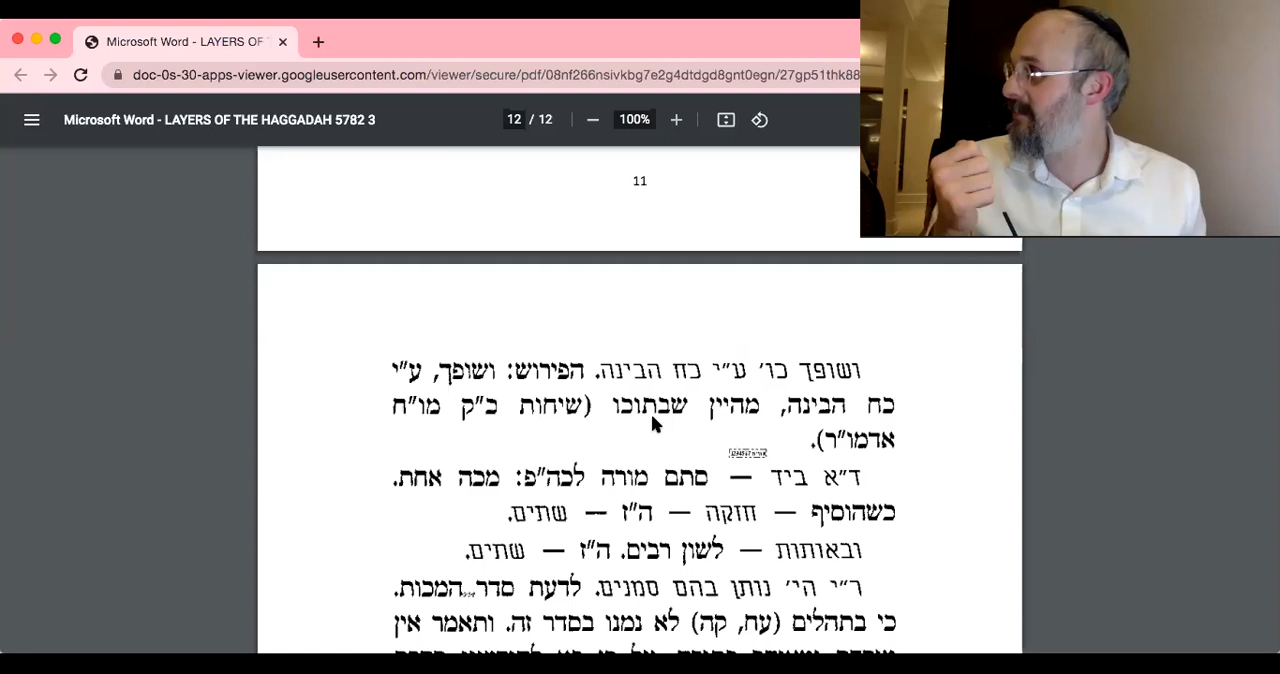 Microsoft Word - LAYERS OF T
doc-0s-30-apps-viewer.googleusercontent.com/viewer/secure/pdf/08nf266nsivkbg7e2g4dtdgd8gnt0egn/27gp51thk88
Microsoft Word - LAYERS OF THE HAGGADAH 5782 3
12 / 12
100%
11
ושופך כו׳ ע״י כח הבינה. הפירוש: ושופך, ע״י
כח הבינה, מהיין שבתוכו (שיחות כ״ק מו״ח
אדמו״ר).
ד״א ביד — סתם מורה לכה״פ: מכה אחת.
כשהוסיף — חזקה — ה״ז — שתים.
ובאותות — לשון רבים. ה״ז — שתים.
ר״י הי׳ נותן בהם סמנים. לדעת סדר המכות.
כי בתהלים (עח, קה) לא נמנו בסדר זה. ותאמר אין